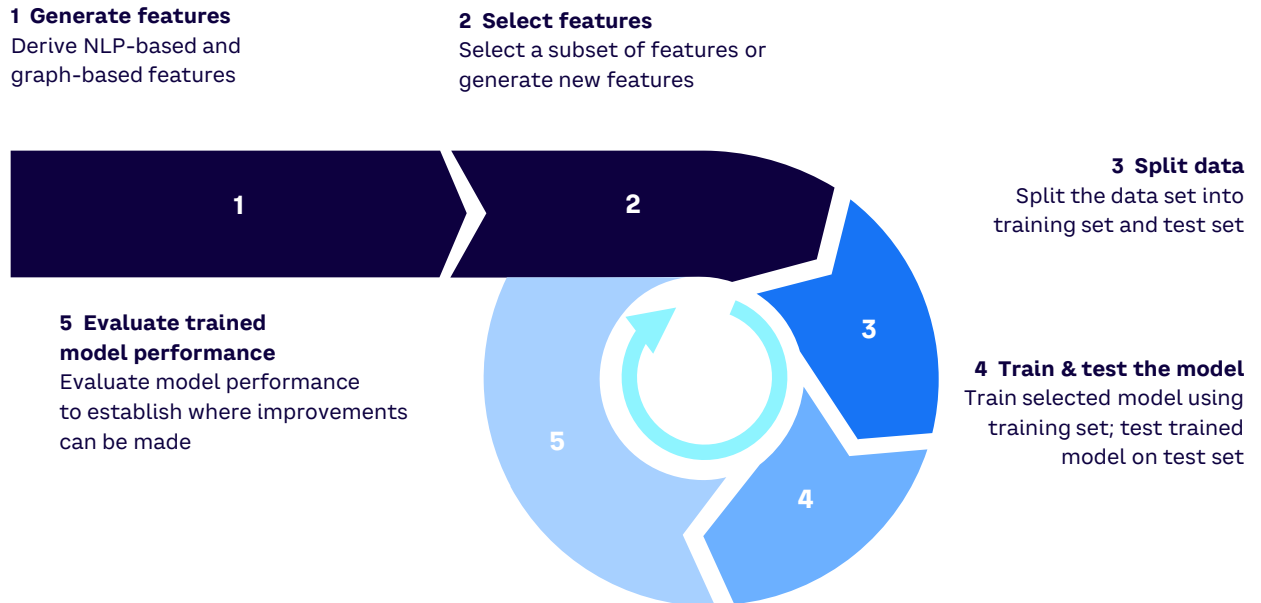 1 Generate features
Derive NLP-based and
graph-based features
2 Select features
Select a subset of features or
generate new features
1
2
3 Split data
Split the data set into
training set and test set
3
5 Evaluate trained
model performance
Evaluate model performance
to establish where improvements
can be made
4 Train & test the model
Train selected model using
training set; test trained
model on test set
5
4